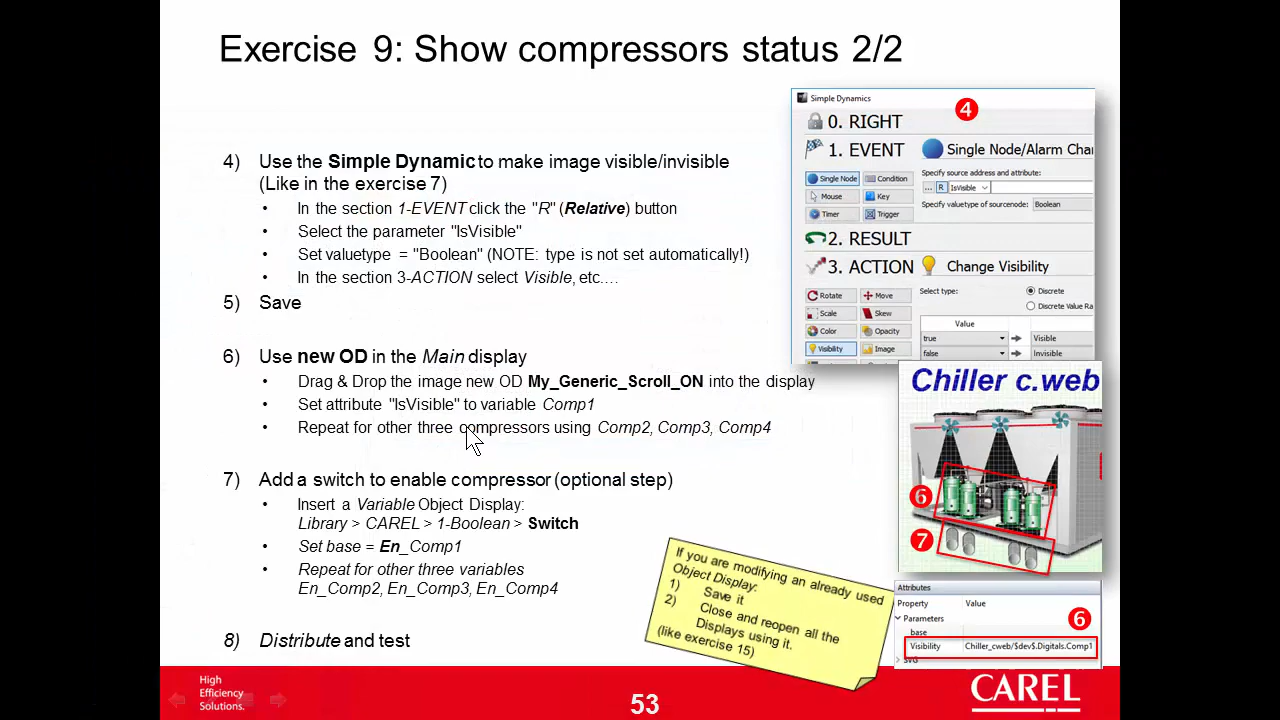 Exercise 9: Show compressors status 2/2
4) Use the Simple Dynamic to make image visible/invisible
(Like in the exercise 7)
• In the section 1-EVENT click the "R" (Relative) button
• Select the parameter "IsVisible"
• Set valuetype = "Boolean" (NOTE: type is not set automatically!)
• In the section 3-ACTION select Visible, etc.…
5) Save
6) Use new OD in the Main display
• Drag & Drop the image new OD My_Generic_Scroll_ON into the display
• Set attribute "IsVisible" to variable Comp1
• Repeat for other three compressors using Comp2, Comp3, Comp4
7) Add a switch to enable compressor (optional step)
• Insert a Variable Object Display:
Library > CAREL > 1-Boolean > Switch
• Set base = En_Comp1
• Repeat for other three variables
En_Comp2, En_Comp3, En_Comp4
8) Distribute and test
Simple Dynamics
4
0. RIGHT
1. EVENT
Single Node/Alarm Chan
Single Node
Condition
Specify source address and attribute:
... R IsVisible
Mouse
Key
Specify valuetype of sourcenode: Boolean
Timer
Trigger
2. RESULT
3. ACTION
Change Visibility
Rotate
Move
Select type:
Discrete
Discrete Value Ra
Scale
Skew
Color
Opacity
Value
Visibility
Image
true
Visible
false
Invisible
Chiller c.web
6
7
If you are modifying an already used
Object Display:
1) Save it
2) Close and reopen all the
Displays using it.
(like exercise 15)
Attributes
Property Value
6
Parameters
base
Visibility Chiller_cweb/$dev$.Digitals.Comp1
SVG
High
Efficiency
Solutions.
53
CAREL